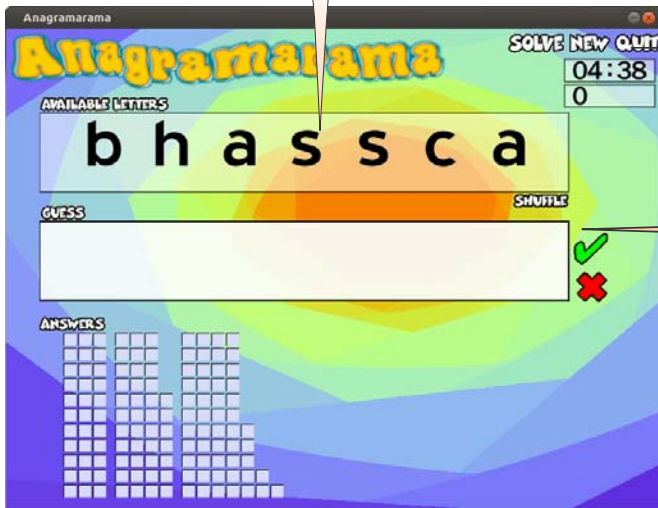 Anagramarama
Anagramarama
SOLVE NEW QUIT
04:38
0
AVAILABLE LETTERS
b h a s s c a
SHUFFLE
GUESS
ANSWERS